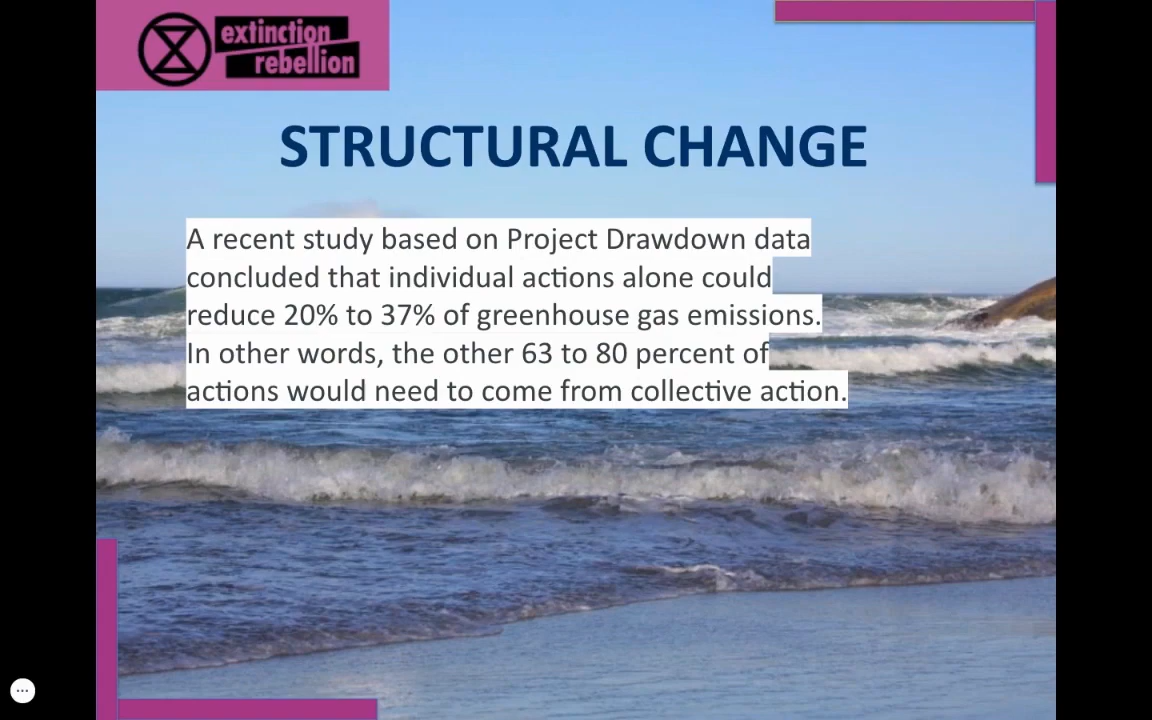 extinction
rebellion
STRUCTURAL CHANGE
A recent study based on Project Drawdown data
concluded that individual actions alone could
reduce 20% to 37% of greenhouse gas emissions.
In other words, the other 63 to 80 percent of
actions would need to come from collective action.